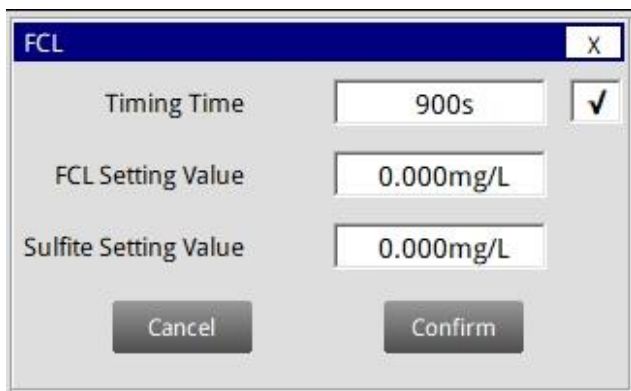 FCL X
Timing Time 900s √
FCL Setting Value 0.000mg/L
Sulfite Setting Value 0.000mg/L
Cancel Confirm